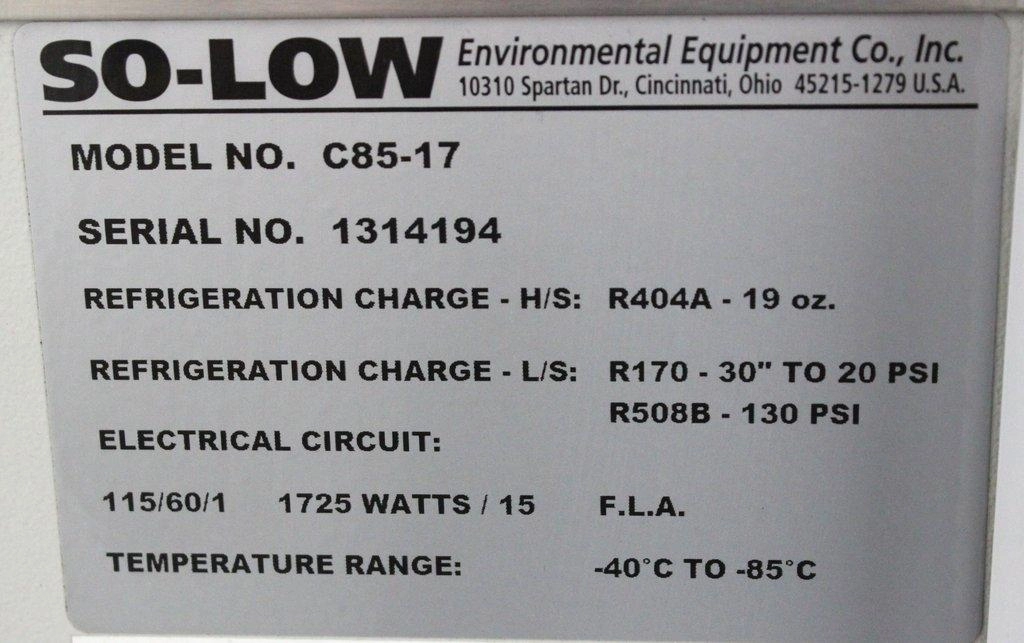 SO-LOW Environmental Equipment Co., Inc.
10310 Spartan Dr., Cincinnati, Ohio 45215-1279 U.S.A.
MODEL NO. C85-17
SERIAL NO. 1314194
REFRIGERATION CHARGE - H/S: R404A - 19 oz.
REFRIGERATION CHARGE - L/S: R170 - 30" TO 20 PSI
R508B - 130 PSI
ELECTRICAL CIRCUIT:
115/60/1 1725 WATTS / 15 F.L.A.
TEMPERATURE RANGE: -40°C TO -85°C